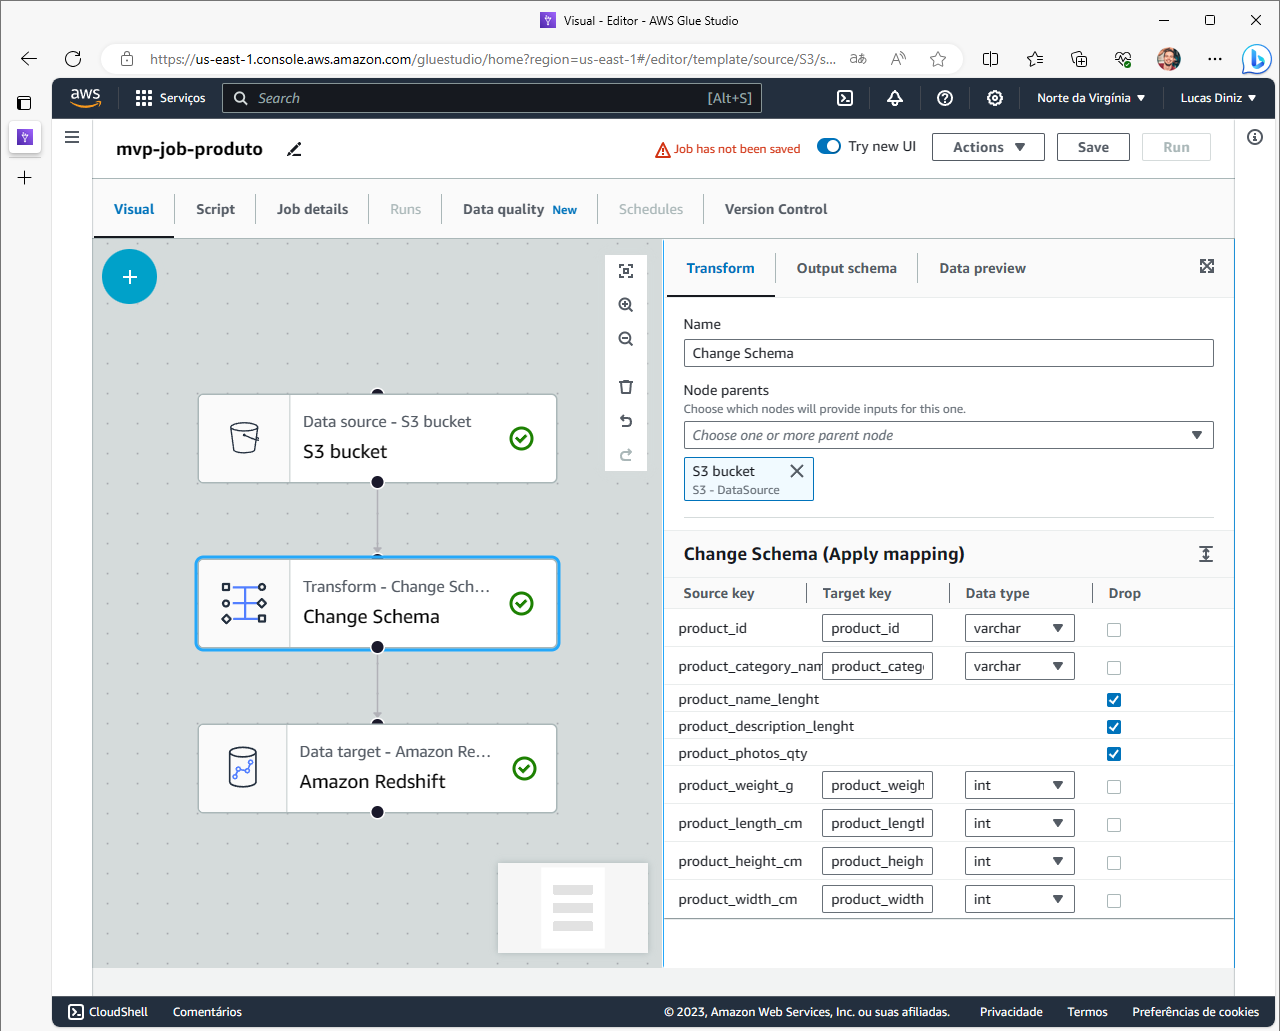 Visual - Editor - AWS Glue Studio
https://us-east-1.console.aws.amazon.com/gluestudio/home?region=us-east-1#/editor/template/source/S3/s...
aws
Serviços
Search
[Alt+S]
Norte da Virgínia
Lucas Diniz
mvp-job-produto
Job has not been saved
Try new UI
Actions
Save
Run
Visual
Script
Job details
Runs
Data quality New
Schedules
Version Control
Data source - S3 bucket
S3 bucket
Transform - Change Sch...
Change Schema
Data target - Amazon Re...
Amazon Redshift
Transform
Output schema
Data preview
Name
Change Schema
Node parents
Choose which nodes will provide inputs for this one.
Choose one or more parent node
S3 bucket
S3 - DataSource
Change Schema (Apply mapping)
Source key Target key Data type Drop
product_id product_id varchar
product_category_nam product_categ varchar
product_name_lenght
product_description_lenght
product_photos_qty
product_weight_g product_weigh int
product_length_cm product_lengt int
product_height_cm product_heigh int
product_width_cm product_width int
CloudShell
Comentários
© 2023, Amazon Web Services, Inc. ou suas afiliadas.
Privacidade
Termos
Preferências de cookies